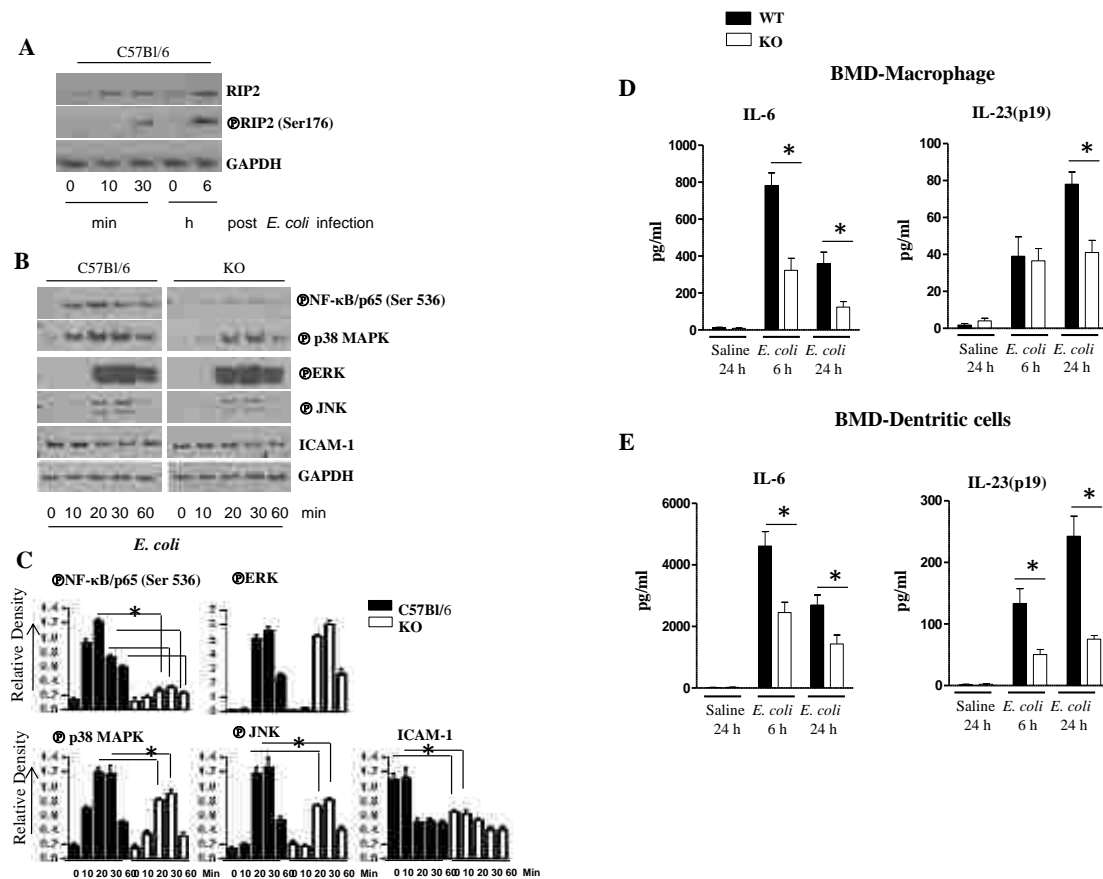 A
C57Bl/6
RIP2
ⓅRIP2 (Ser176)
GAPDH
0 10 30 0 6
min h post E. coli infection
B
C57Bl/6 KO
ⓅNF-κB/p65 (Ser 536)
Ⓟ p38 MAPK
ⓅERK
Ⓟ JNK
ICAM-1
GAPDH
0 10 20 30 60 0 10 20 30 60 min
E. coli
C
ⓅNF-κB/p65 (Ser 536)
ⓅERK
C57Bl/6
KO
Relative Density
*
Ⓟ p38 MAPK
Ⓟ JNK
ICAM-1
Relative Density
* * *
0 10 20 30 60 0 10 20 30 60 Min
0 10 20 30 60 0 10 20 30 60 Min
0 10 20 30 60 0 10 20 30 60 Min
WT
KO
BMD-Macrophage
D
IL-6
pg/ml
1000
800
600
400
200
0
* *
Saline E. coli E. coli
24 h 6 h 24 h
IL-23(p19)
pg/ml
100
80
60
40
20
0
*
Saline E. coli E. coli
24 h 6 h 24 h
BMD-Dentritic cells
E
IL-6
pg/ml
6000
4000
2000
0
* *
Saline E. coli E. coli
24 h 6 h 24 h
IL-23(p19)
pg/ml
300
200
100
0
* *
Saline E. coli E. coli
24 h 6 h 24 h